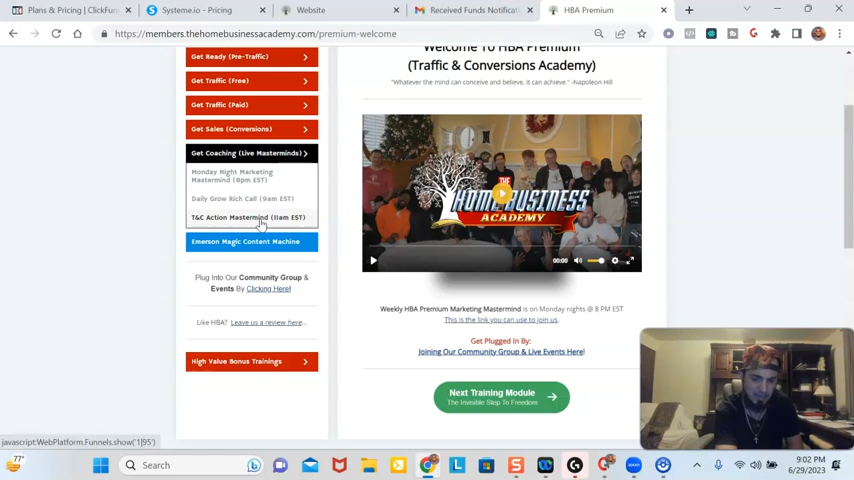 Plans & Pricing | ClickFun
Systeme.io - Pricing
Website
Received Funds Notificat
HBA Premium
https://members.thehomebusinessacademy.com/premium-welcome
Get Ready (Pre-Traffic)
Get Traffic (Free)
Get Traffic (Paid)
Get Sales (Conversions)
Get Coaching (Live Masterminds)
Monday Night Marketing
Mastermind (8pm EST)
Daily Grow Rich Call (9am EST)
T&C Action Mastermind (11am EST)
Emerson Magic Content Machine
Plug Into Our Community Group &
Events By Clicking Here!
Like HBA? Leave us a review here...
High Value Bonus Trainings
Welcome To HBA Premium
(Traffic & Conversions Academy)
"Whatever the mind can conceive and believe, it can achieve." -Napoleon Hill
THE
HOME BUSINESS
ACADEMY
00:00
Weekly HBA Premium Marketing Mastermind is on Monday nights @ 8 PM EST
This is the link you can use to join us.
Get Plugged In By:
Joining Our Community Group & Live Events Here!
Next Training Module
The Invisible Step To Freedom
javascript:WebPlatform.Funnels.show('1|95')
77°
Search
9:02 PM
6/29/2023